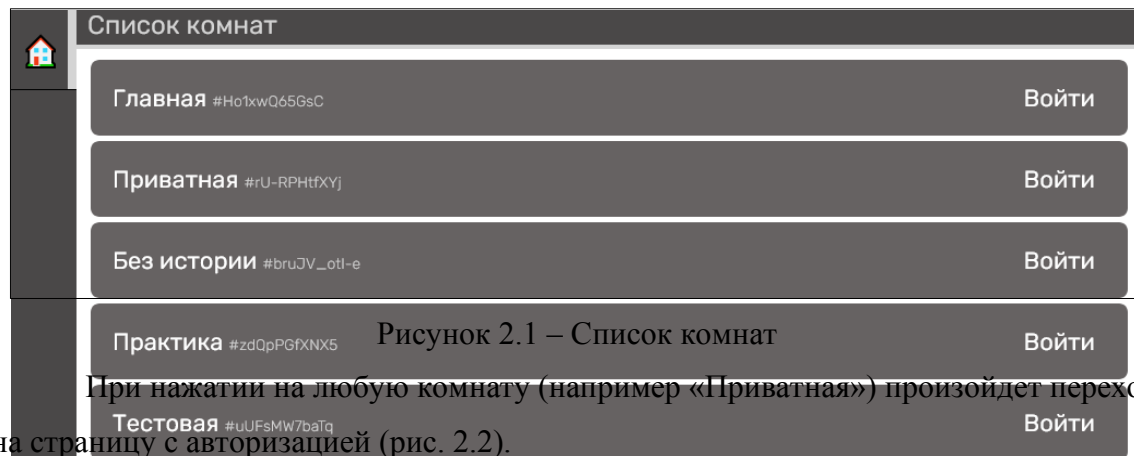 Список комнат
Главная #Ho1xwQ65GsC Войти
Приватная #rU-RPHtfXYj Войти
Без истории #bruJV_otl-e Войти
Практика #zdQpPGfXNX5 Рисунок 2.1 – Список комнат Войти
При нажатии на любую комнату (например «Приватная») произойдет
Тестовая #uUFsMW7baTq Войти
на страницу с авторизацией (рис. 2.2).